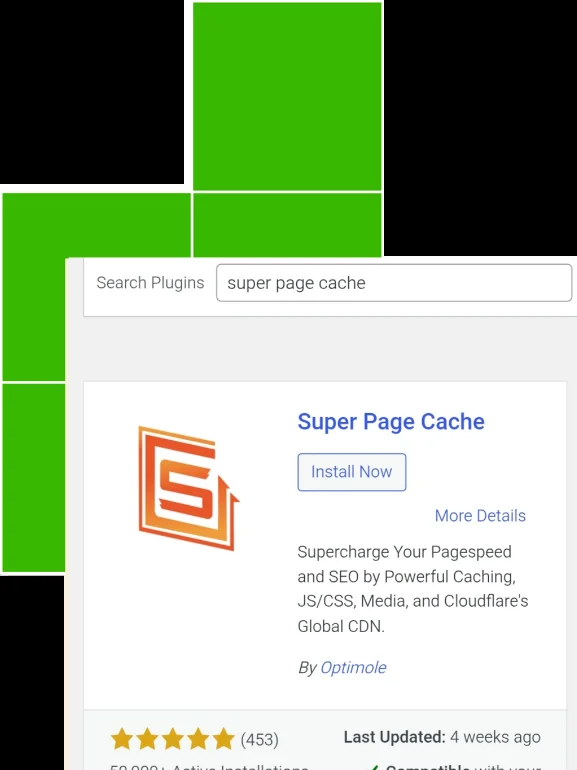 Search Plugins super page cache
Super Page Cache
Install Now
More Details
Supercharge Your Pagespeed
and SEO by Powerful Caching,
JS/CSS, Media, and Cloudflare's
Global CDN.
By Optimole
(453) Last Updated: 4 weeks ago
50,000+ Active Installations Compatible with your